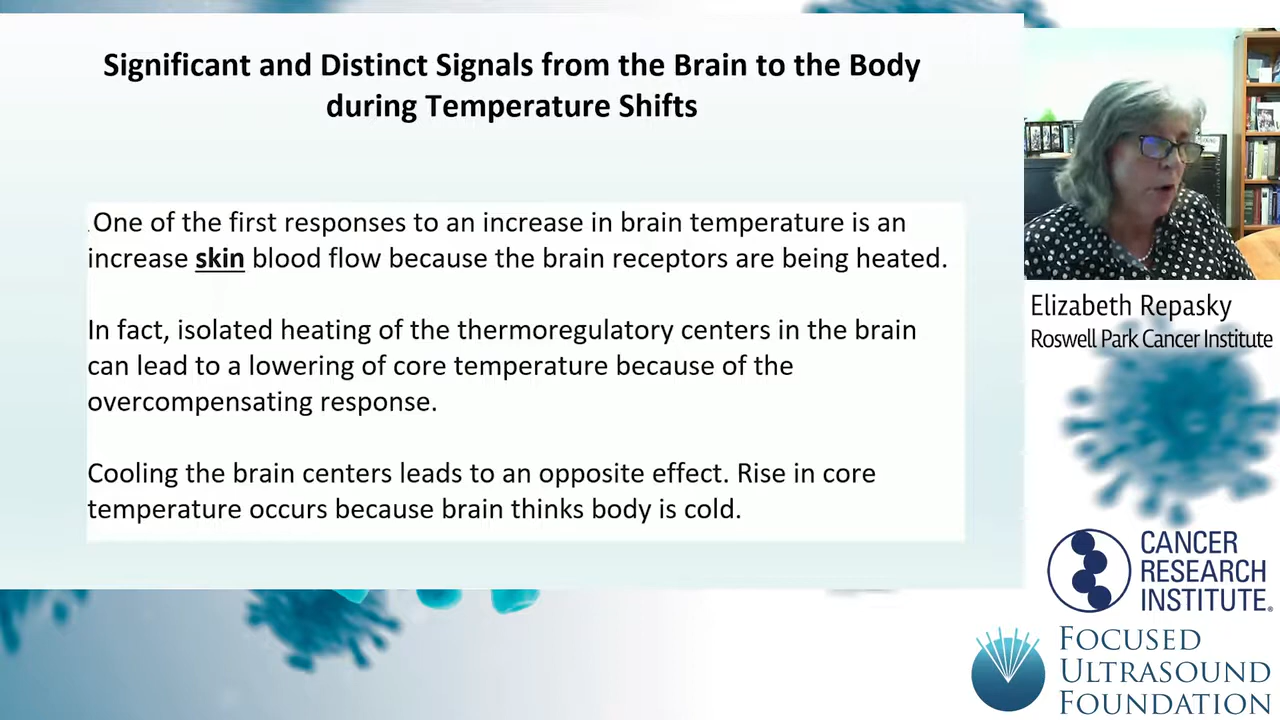 Significant and Distinct Signals from the Brain to the Body
during Temperature Shifts
. One of the first responses to an increase in brain temperature is an
increase skin blood flow because the brain receptors are being heated.
In fact, isolated heating of the thermoregulatory centers in the brain
can lead to a lowering of core temperature because of the
overcompensating response.
Cooling the brain centers leads to an opposite effect. Rise in core
temperature occurs because brain thinks body is cold.
Elizabeth Repasky
Roswell Park Cancer Institute
CANCER
RESEARCH
INSTITUTE®
FOCUSED
ULTRASOUND
FOUNDATION